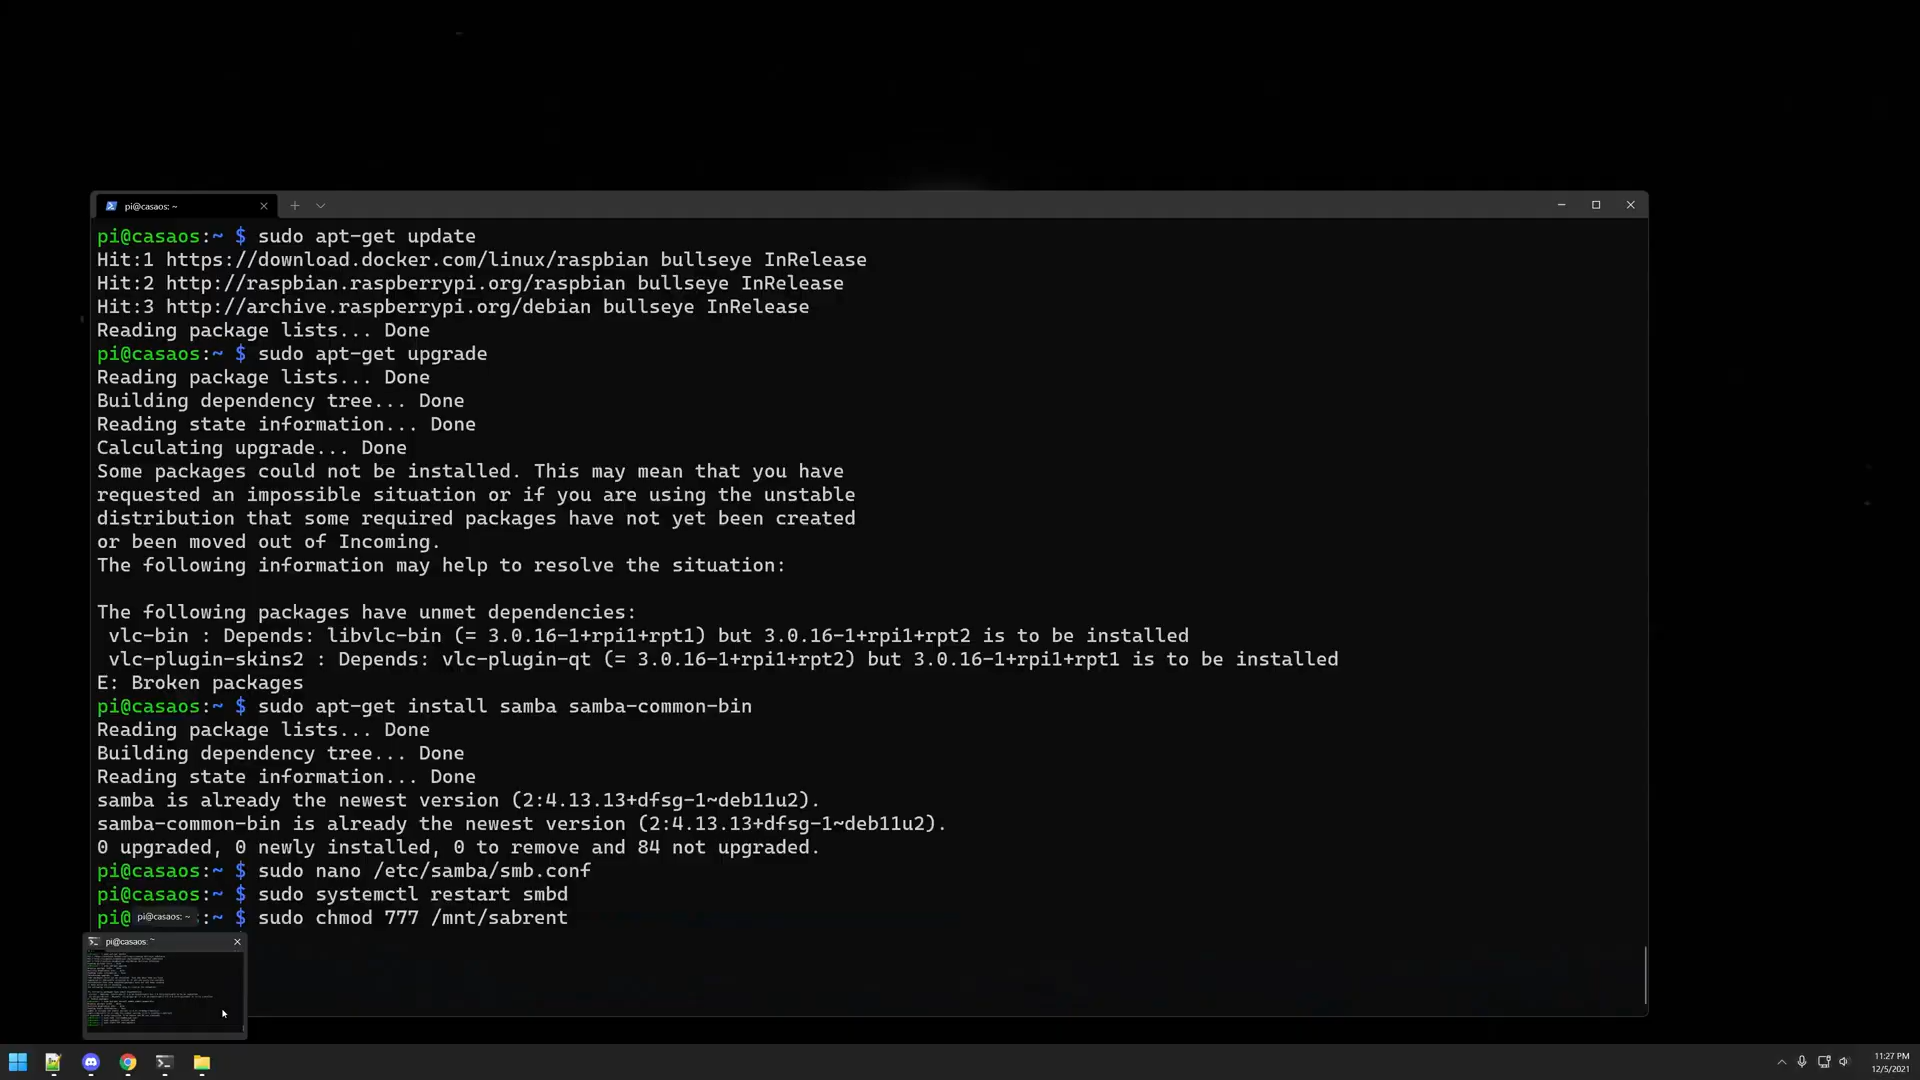 pi@casaos: ~
pi@casaos:~ $ sudo apt-get update
Hit:1 https://download.docker.com/linux/raspbian bullseye InRelease
Hit:2 http://raspbian.raspberrypi.org/raspbian bullseye InRelease
Hit:3 http://archive.raspberrypi.org/debian bullseye InRelease
Reading package lists... Done
pi@casaos:~ $ sudo apt-get upgrade
Reading package lists... Done
Building dependency tree... Done
Reading state information... Done
Calculating upgrade... Done
Some packages could not be installed. This may mean that you have
requested an impossible situation or if you are using the unstable
distribution that some required packages have not yet been created
or been moved out of Incoming.
The following information may help to resolve the situation:
The following packages have unmet dependencies:
vlc-bin : Depends: libvlc-bin (= 3.0.16-1+rpi1+rpt1) but 3.0.16-1+rpi1+rpt2 is to be installed
vlc-plugin-skins2 : Depends: vlc-plugin-qt (= 3.0.16-1+rpi1+rpt2) but 3.0.16-1+rpi1+rpt1 is to be installed
E: Broken packages
pi@casaos:~ $ sudo apt-get install samba samba-common-bin
Reading package lists... Done
Building dependency tree... Done
Reading state information... Done
samba is already the newest version (2:4.13.13+dfsg-1~deb11u2).
samba-common-bin is already the newest version (2:4.13.13+dfsg-1~deb11u2).
0 upgraded, 0 newly installed, 0 to remove and 84 not upgraded.
pi@casaos:~ $ sudo nano /etc/samba/smb.conf
pi@casaos:~ $ sudo systemctl restart smbd
pi@ pi@casaos: ~ :~ $ sudo chmod 777 /mnt/sabrent
pi@casaos: ~
11:27 PM
12/5/2021